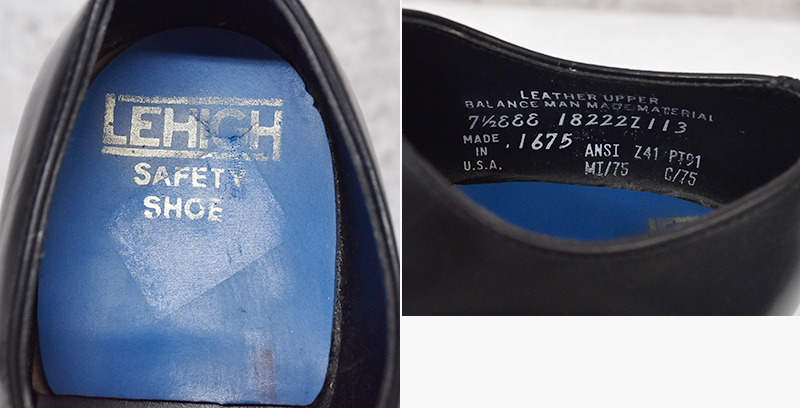 LEHIGH
SAFETY
SHOE
LEATHER UPPER
BALANCE MAN MADE MATERIAL
7½EEE 18222Z113
MADE IN U.S.A.
.1675
ANSI Z41 PT91
MI/75 C/75